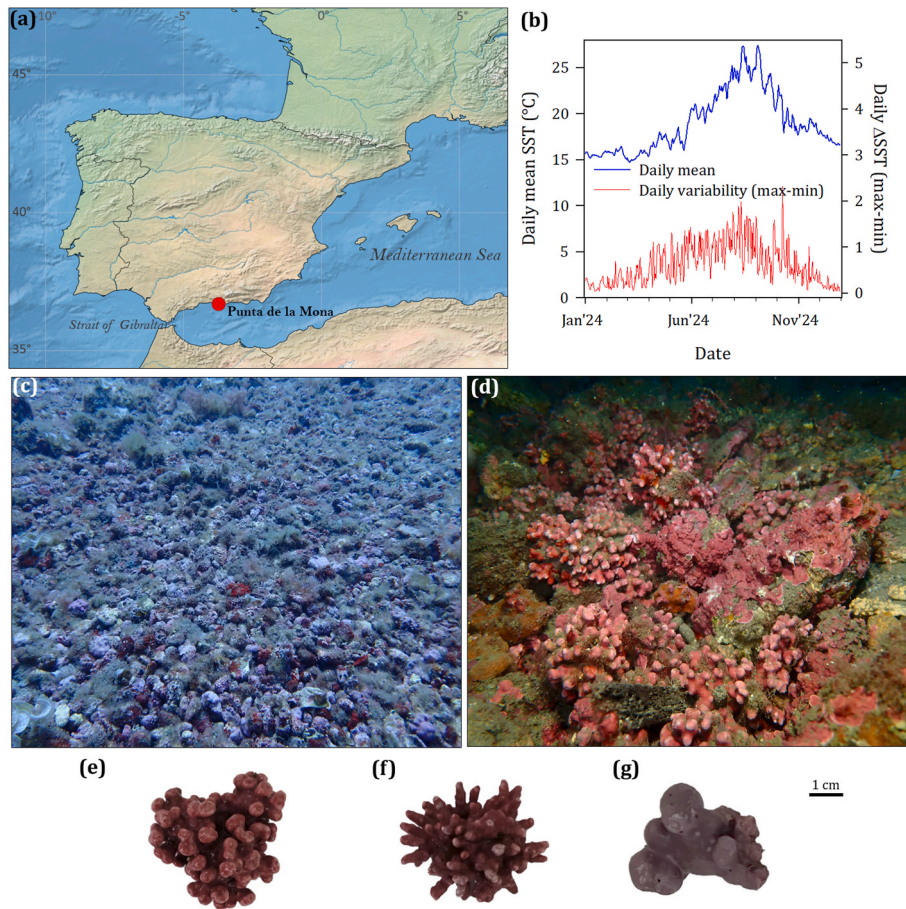 (a)
10°
5°
0°
5°
45°
40°
35°
Mediterranean Sea
Strait of Gibraltar
Punta de la Mona
(b)
25
20
15
10
5
0
Daily mean SST (°C)
5
4
3
2
1
0
Daily ΔSST (max-min)
Daily mean
Daily variability (max-min)
Jan'24
Jun'24
Nov'24
Date
(c)
(d)
(e)
(f)
(g)
1 cm